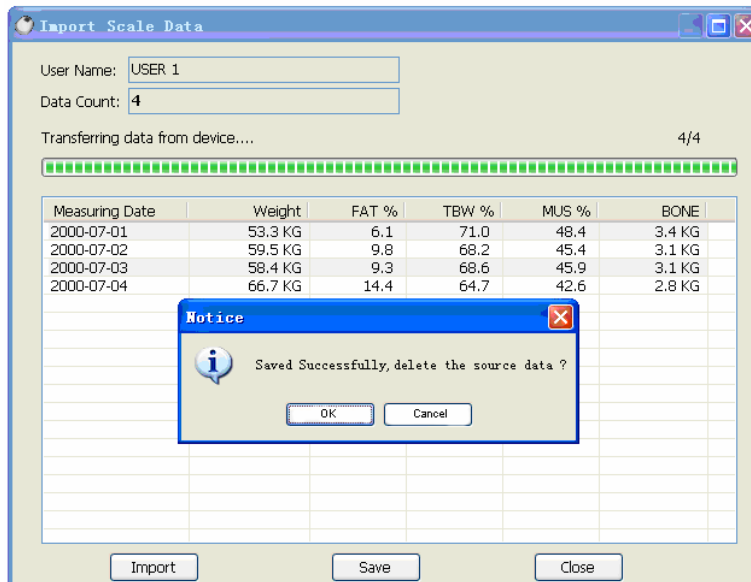 Import Scale Data
User Name: USER 1
Data Count: 4
Transferring data from device.... 4/4
Measuring Date Weight FAT % TBW % MUS % BONE
2000-07-01 53.3 KG 6.1 71.0 48.4 3.4 KG
2000-07-02 59.5 KG 9.8 68.2 45.4 3.1 KG
2000-07-03 58.4 KG 9.3 68.6 45.9 3.1 KG
2000-07-04 66.7 KG 14.4 64.7 42.6 2.8 KG
Notice
Saved Successfully, delete the source data ?
OK Cancel
Import Save Close